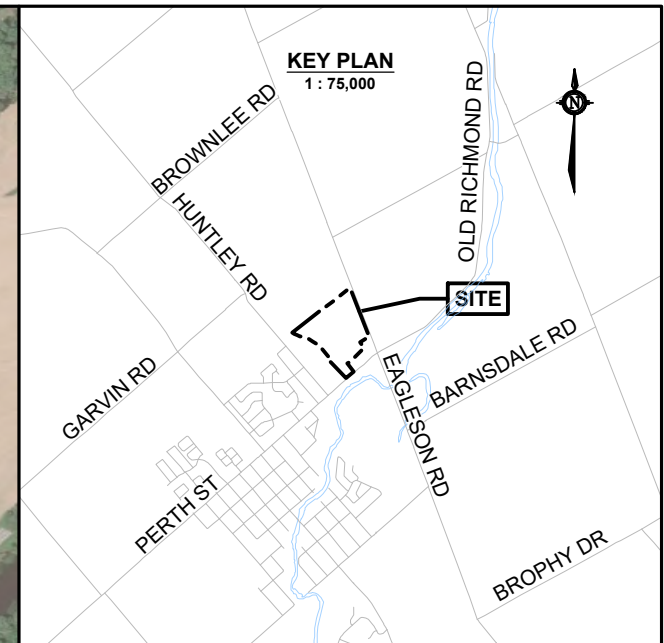 KEY PLAN
1 : 75,000
BROWNLEE RD
OLD RICHMOND RD
N
HUNTLEY RD
SITE
GARVIN RD
EAGLESON RD
BARNSDALE RD
PERTH ST
BROPHY DR